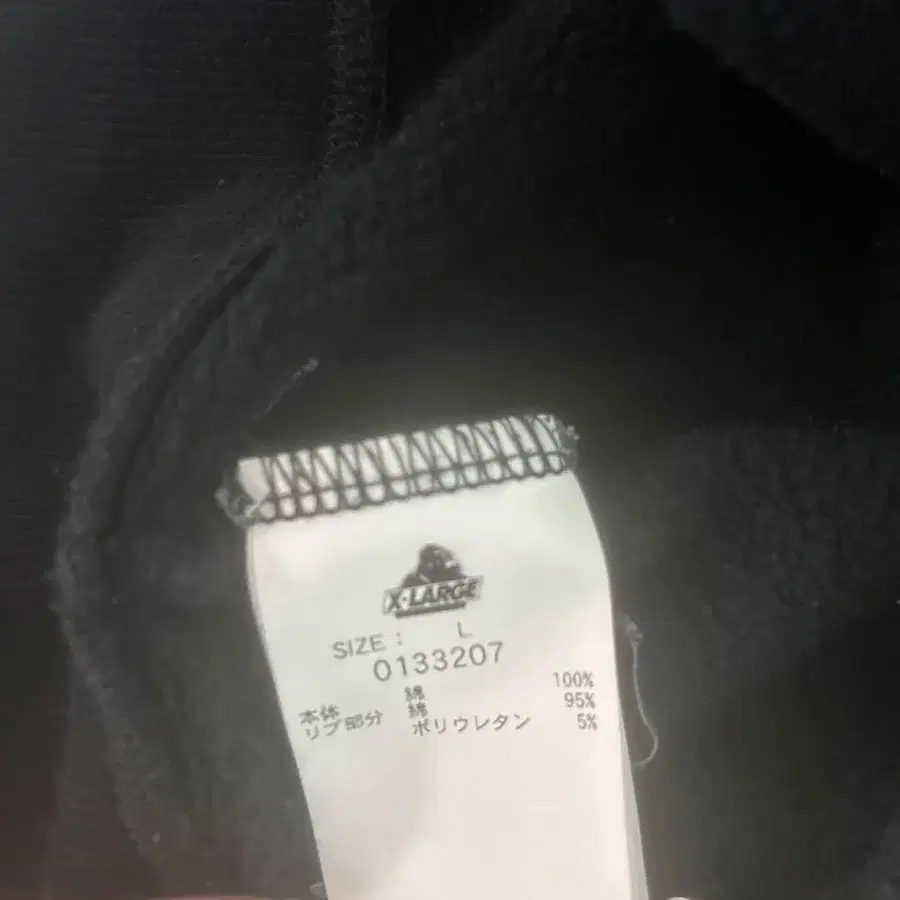 X-LARGE
SIZE : L
0133207
本体 綿 100%
リブ部分 綿 95%
ポリウレタン 5%